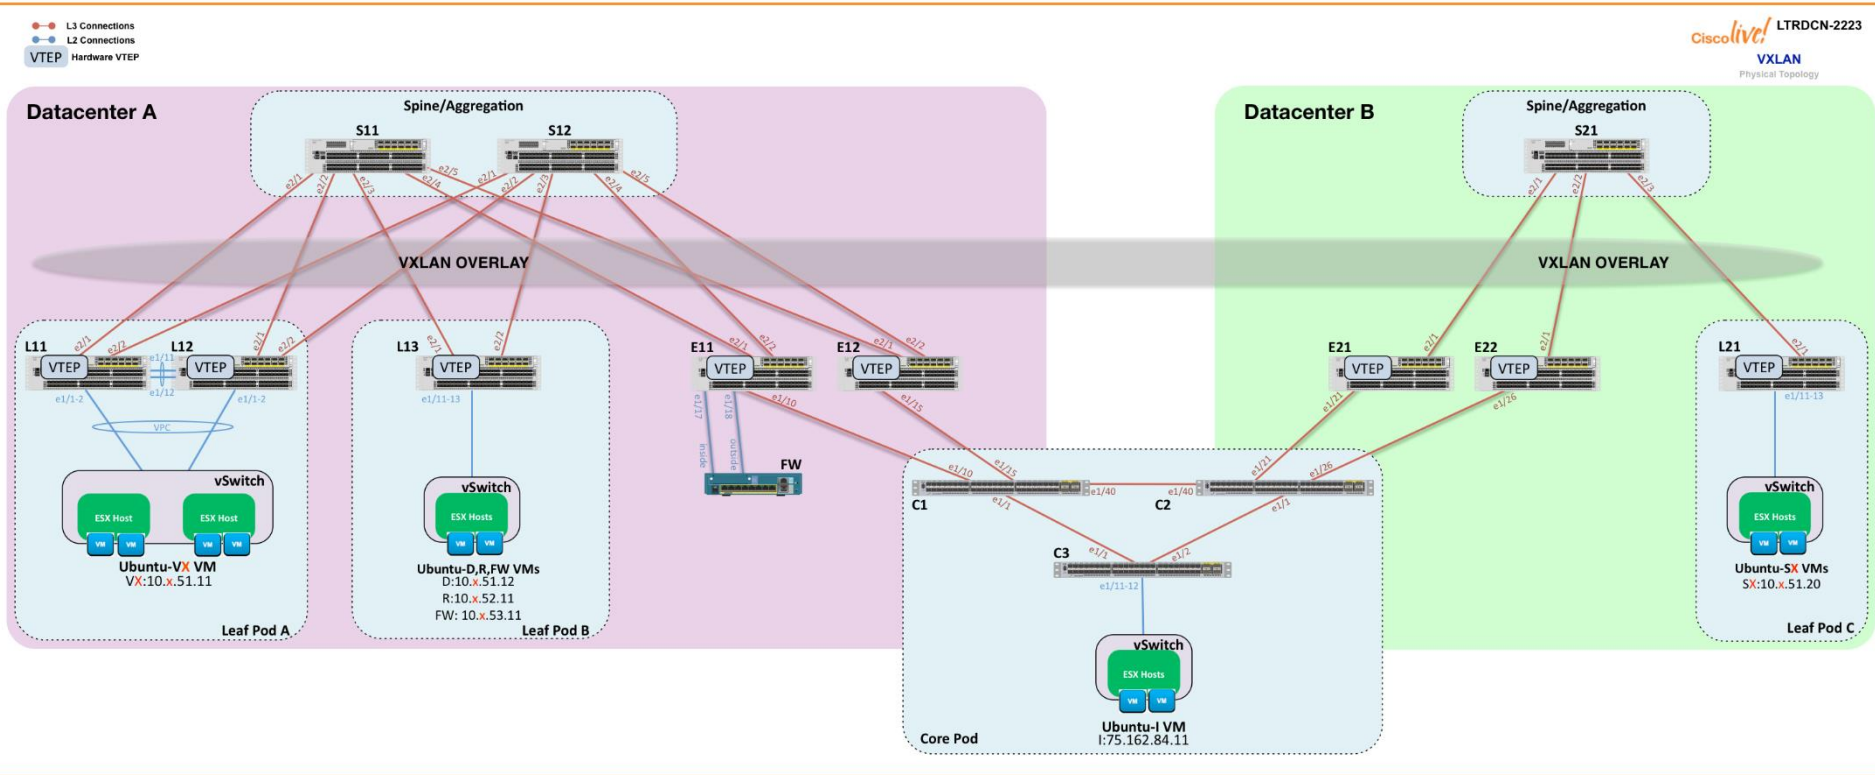 L3 Connections
L2 Connections
VTEP Hardware VTEP
Cisco live! LTRDCN-2223
VXLAN
Physical Topology
Datacenter A
Spine/Aggregation
S11
S12
e2/1
e2/2
e2/3
e2/4
e2/5
e2/1
e2/2
e2/3
e2/4
e2/5
Datacenter B
Spine/Aggregation
S21
e2/1
e2/2
e2/3
VXLAN OVERLAY
VXLAN OVERLAY
L11
VTEP
e2/1
e2/2
e1/11
e1/12
L12
VTEP
e2/1
e2/2
e1/1-2
e1/1-2
VPC
vSwitch
ESX Host
ESX Host
VM VM
VM VM
Ubuntu-VX VM
VX:10.x.51.11
Leaf Pod A
L13
VTEP
e2/1
e2/2
e1/11-13
vSwitch
ESX Hosts
VM VM
Ubuntu-D,R,FW VMs
D:10.x.51.12
R:10.x.52.11
FW: 10.x.53.11
Leaf Pod B
E11
VTEP
e2/1
e2/2
e1/10
e1/17
e1/18
inside
outside
FW
E12
VTEP
e2/1
e2/2
e1/15
E21
VTEP
e2/1
e1/21
E22
VTEP
e2/1
e1/26
L21
VTEP
e2/1
e1/11-13
vSwitch
ESX Hosts
VM VM
Ubuntu-SX VMs
SX:10.x.51.20
Leaf Pod C
e1/10
e1/15
e1/40
C1
e1/1
e1/21
e1/26
e1/40
C2
e1/1
C3
e1/1
e1/2
e1/11-12
vSwitch
ESX Hosts
VM VM
Ubuntu-I VM
I:75.162.84.11
Core Pod